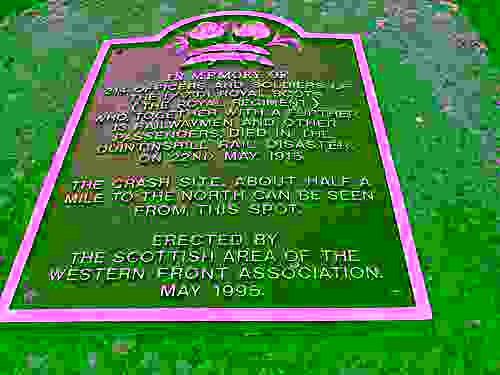 IN MEMORY OF
214 OFFICERS AND SOLDIERS OF
THE 7TH ROYAL SCOTS
(THE ROYAL REGIMENT)
WHO, TOGETHER WITH A FURTHER
RAILWAYMEN AND OTHER
PASSENGERS, DIED IN THE
QUINTINSHILL RAIL DISASTER
ON 22ND MAY 1915.
THE CRASH SITE, ABOUT HALF A
MILE TO THE NORTH CAN BE SEEN
FROM THIS SPOT.
ERECTED BY
THE SCOTTISH AREA OF THE
WESTERN FRONT ASSOCIATION.
MAY 1995.